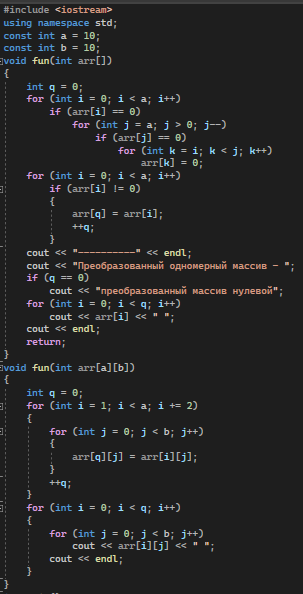 #include <iostream>
using namespace std;
const int a = 10;
const int b = 10;
void fun(int arr[])
{
int q = 0;
for (int i = 0; i < a; i++)
if (arr[i] == 0)
for (int j = a; j > 0; j--)
if (arr[j] == 0)
for (int k = i; k < j; k++)
arr[k] = 0;
for (int i = 0; i < a; i++)
if (arr[i] != 0)
{
arr[q] = arr[i];
++q;
}
cout << "----------" << endl;
cout << "Преобразованный одномерный массив - ";
if (q == 0)
cout << "преобразованный массив нулевой";
for (int i = 0; i < q; i++)
cout << arr[i] << " ";
cout << endl;
return;
}
void fun(int arr[a][b])
{
int q = 0;
for (int i = 1; i < a; i += 2)
{
for (int j = 0; j < b; j++)
{
arr[q][j] = arr[i][j];
}
++q;
}
for (int i = 0; i < q; i++)
{
for (int j = 0; j < b; j++)
cout << arr[i][j] << " ";
cout << endl;
}
}